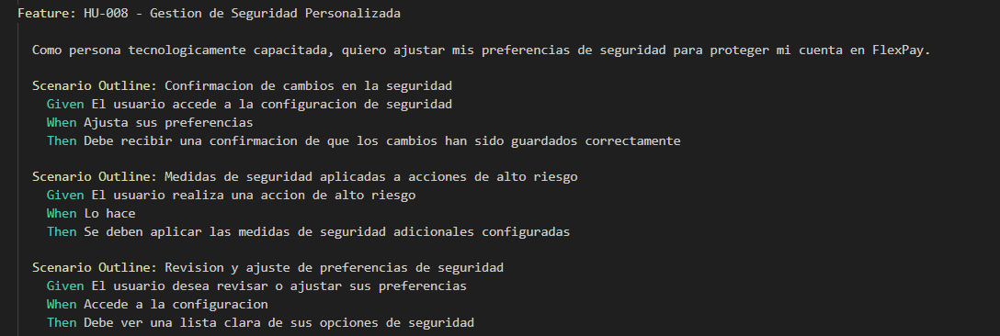 Feature: HU-008 - Gestion de Seguridad Personalizada
Como persona tecnologicamente capacitada, quiero ajustar mis preferencias de seguridad para proteger mi cuenta en FlexPay.
Scenario Outline: Confirmacion de cambios en la seguridad
Given El usuario accede a la configuracion de seguridad
When Ajusta sus preferencias
Then Debe recibir una confirmacion de que los cambios han sido guardados correctamente
Scenario Outline: Medidas de seguridad aplicadas a acciones de alto riesgo
Given El usuario realiza una accion de alto riesgo
When Lo hace
Then Se deben aplicar las medidas de seguridad adicionales configuradas
Scenario Outline: Revision y ajuste de preferencias de seguridad
Given El usuario desea revisar o ajustar sus preferencias
When Accede a la configuracion
Then Debe ver una lista clara de sus opciones de seguridad